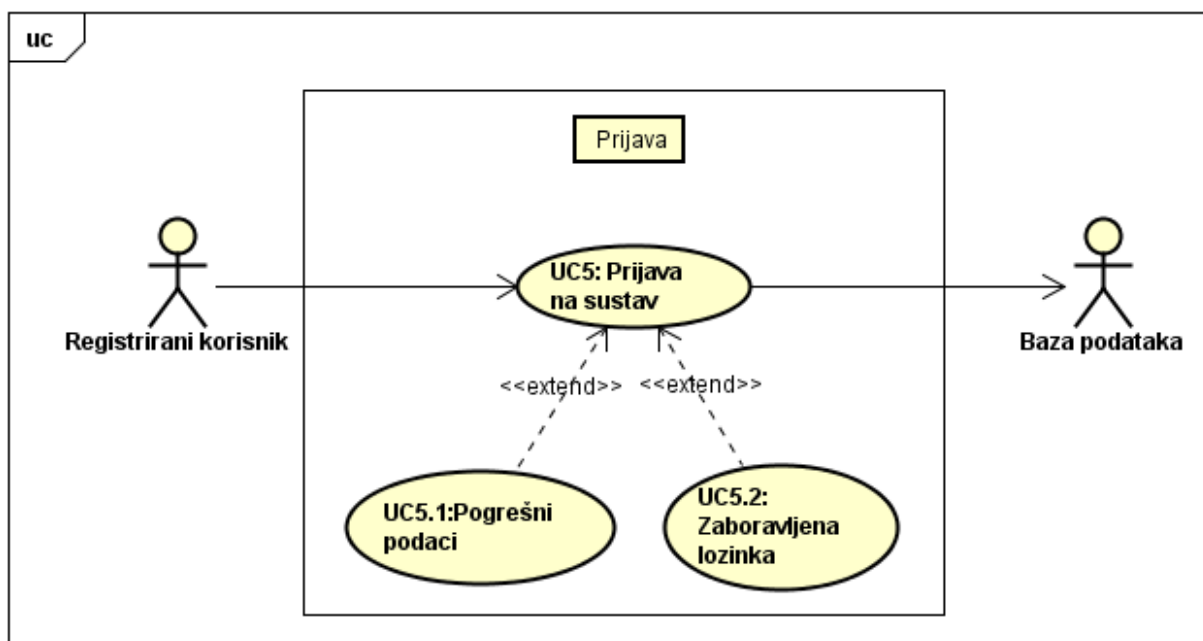 uc
Prijava
UC5: Prijava
na sustav
Registrirani korisnik
Baza podataka
<<extend>>
<<extend>>
UC5.1:Pogrešni
podaci
UC5.2:
Zaboravljena
lozinka